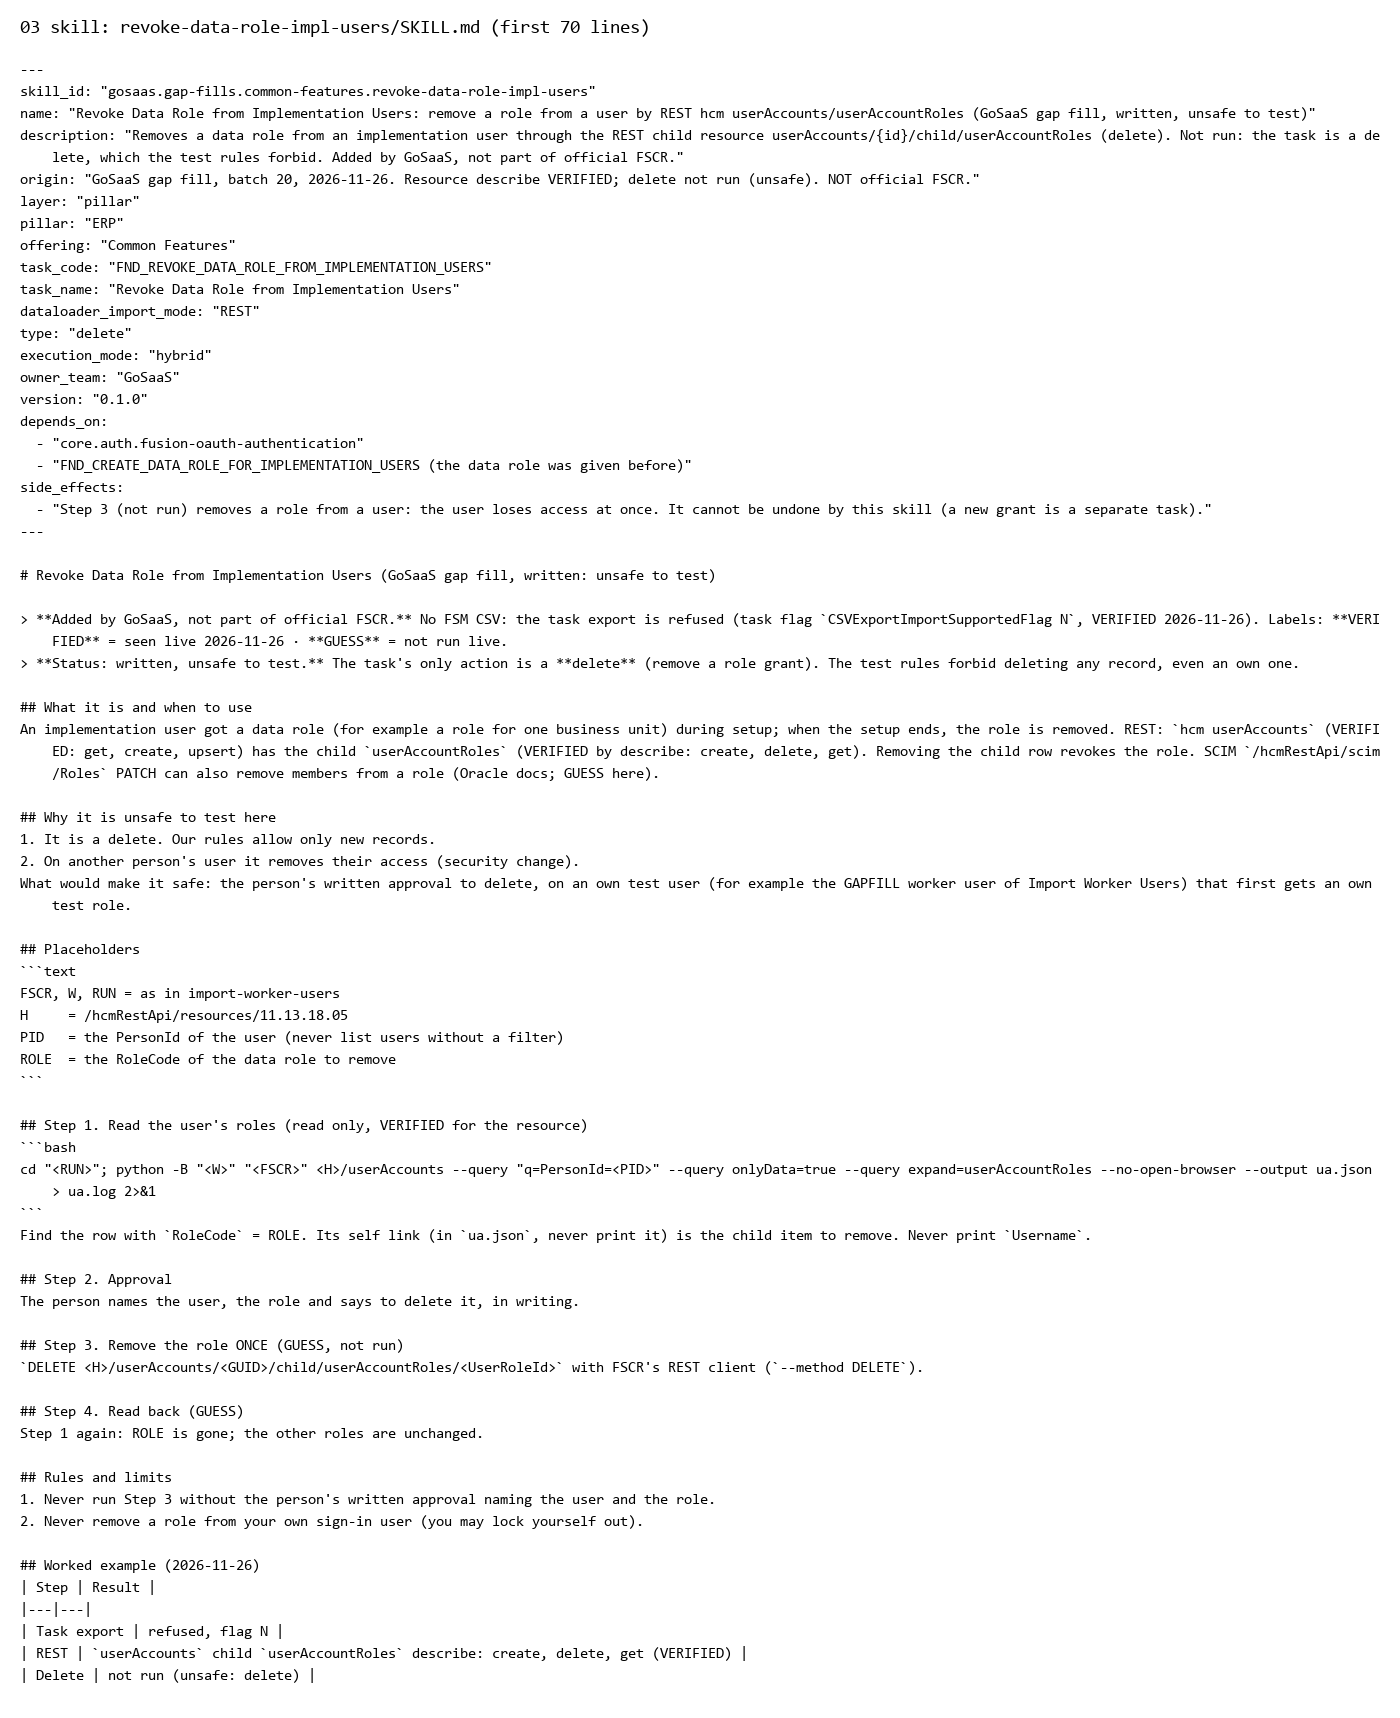 03 skill: revoke-data-role-impl-users/SKILL.md (first 70 lines)
---
skill_id: "gosaas.gap-fills.common-features.revoke-data-role-impl-users"
name: "Revoke Data Role from Implementation Users: remove a role from a user by REST hcm userAccounts/userAccountRoles (GoSaaS gap fill, written, unsafe to test)"
description: "Removes a data role from an implementation user through the REST child resource userAccounts/{id}/child/userAccountRoles (delete). Not run: the task is a de
lete, which the test rules forbid. Added by GoSaaS, not part of official FSCR."
origin: "GoSaaS gap fill, batch 20, 2026-11-26. Resource describe VERIFIED; delete not run (unsafe). NOT official FSCR."
layer: "pillar"
pillar: "ERP"
offering: "Common Features"
task_code: "FND_REVOKE_DATA_ROLE_FROM_IMPLEMENTATION_USERS"
task_name: "Revoke Data Role from Implementation Users"
dataloader_import_mode: "REST"
type: "delete"
execution_mode: "hybrid"
owner_team: "GoSaaS"
version: "0.1.0"
depends_on:
  - "core.auth.fusion-oauth-authentication"
  - "FND_CREATE_DATA_ROLE_FOR_IMPLEMENTATION_USERS (the data role was given before)"
side_effects:
  - "Step 3 (not run) removes a role from a user: the user loses access at once. It cannot be undone by this skill (a new grant is a separate task)."
---
# Revoke Data Role from Implementation Users (GoSaaS gap fill, written: unsafe to test)
> **Added by GoSaaS, not part of official FSCR.** No FSM CSV: the task export is refused (task flag `CSVExportImportSupportedFlag N`, VERIFIED 2026-11-26). Labels: **VERI
FIED** = seen live 2026-11-26 · **GUESS** = not run live.
> **Status: written, unsafe to test.** The task's only action is a **delete** (remove a role grant). The test rules forbid deleting any record, even an own one.
## What it is and when to use
An implementation user got a data role (for example a role for one business unit) during setup; when the setup ends, the role is removed. REST: `hcm userAccounts` (VERIFI
ED: get, create, upsert) has the child `userAccountRoles` (VERIFIED by describe: create, delete, get). Removing the child row revokes the role. SCIM `/hcmRestApi/scim
/Roles` PATCH can also remove members from a role (Oracle docs; GUESS here).
## Why it is unsafe to test here
1. It is a delete. Our rules allow only new records.
2. On another person's user it removes their access (security change).
What would make it safe: the person's written approval to delete, on an own test user (for example the GAPFILL worker user of Import Worker Users) that first gets an own
test role.
## Placeholders
```text
FSCR, W, RUN = as in import-worker-users
H     = /hcmRestApi/resources/11.13.18.05
PID   = the PersonId of the user (never list users without a filter)
ROLE  = the RoleCode of the data role to remove
```
## Step 1. Read the user's roles (read only, VERIFIED for the resource)
```bash
cd "<RUN>"; python -B "<W>" "<FSCR>" <H>/userAccounts --query "q=PersonId=<PID>" --query onlyData=true --query expand=userAccountRoles --no-open-browser --output ua.json
> ua.log 2>&1
```
Find the row with `RoleCode` = ROLE. Its self link (in `ua.json`, never print it) is the child item to remove. Never print `Username`.
## Step 2. Approval
The person names the user, the role and says to delete it, in writing.
## Step 3. Remove the role ONCE (GUESS, not run)
`DELETE <H>/userAccounts/<GUID>/child/userAccountRoles/<UserRoleId>` with FSCR's REST client (`--method DELETE`).
## Step 4. Read back (GUESS)
Step 1 again: ROLE is gone; the other roles are unchanged.
## Rules and limits
1. Never run Step 3 without the person's written approval naming the user and the role.
2. Never remove a role from your own sign-in user (you may lock yourself out).
## Worked example (2026-11-26)
| Step | Result |
|---|---|
| Task export | refused, flag N |
| REST | `userAccounts` child `userAccountRoles` describe: create, delete, get (VERIFIED) |
| Delete | not run (unsafe: delete) |